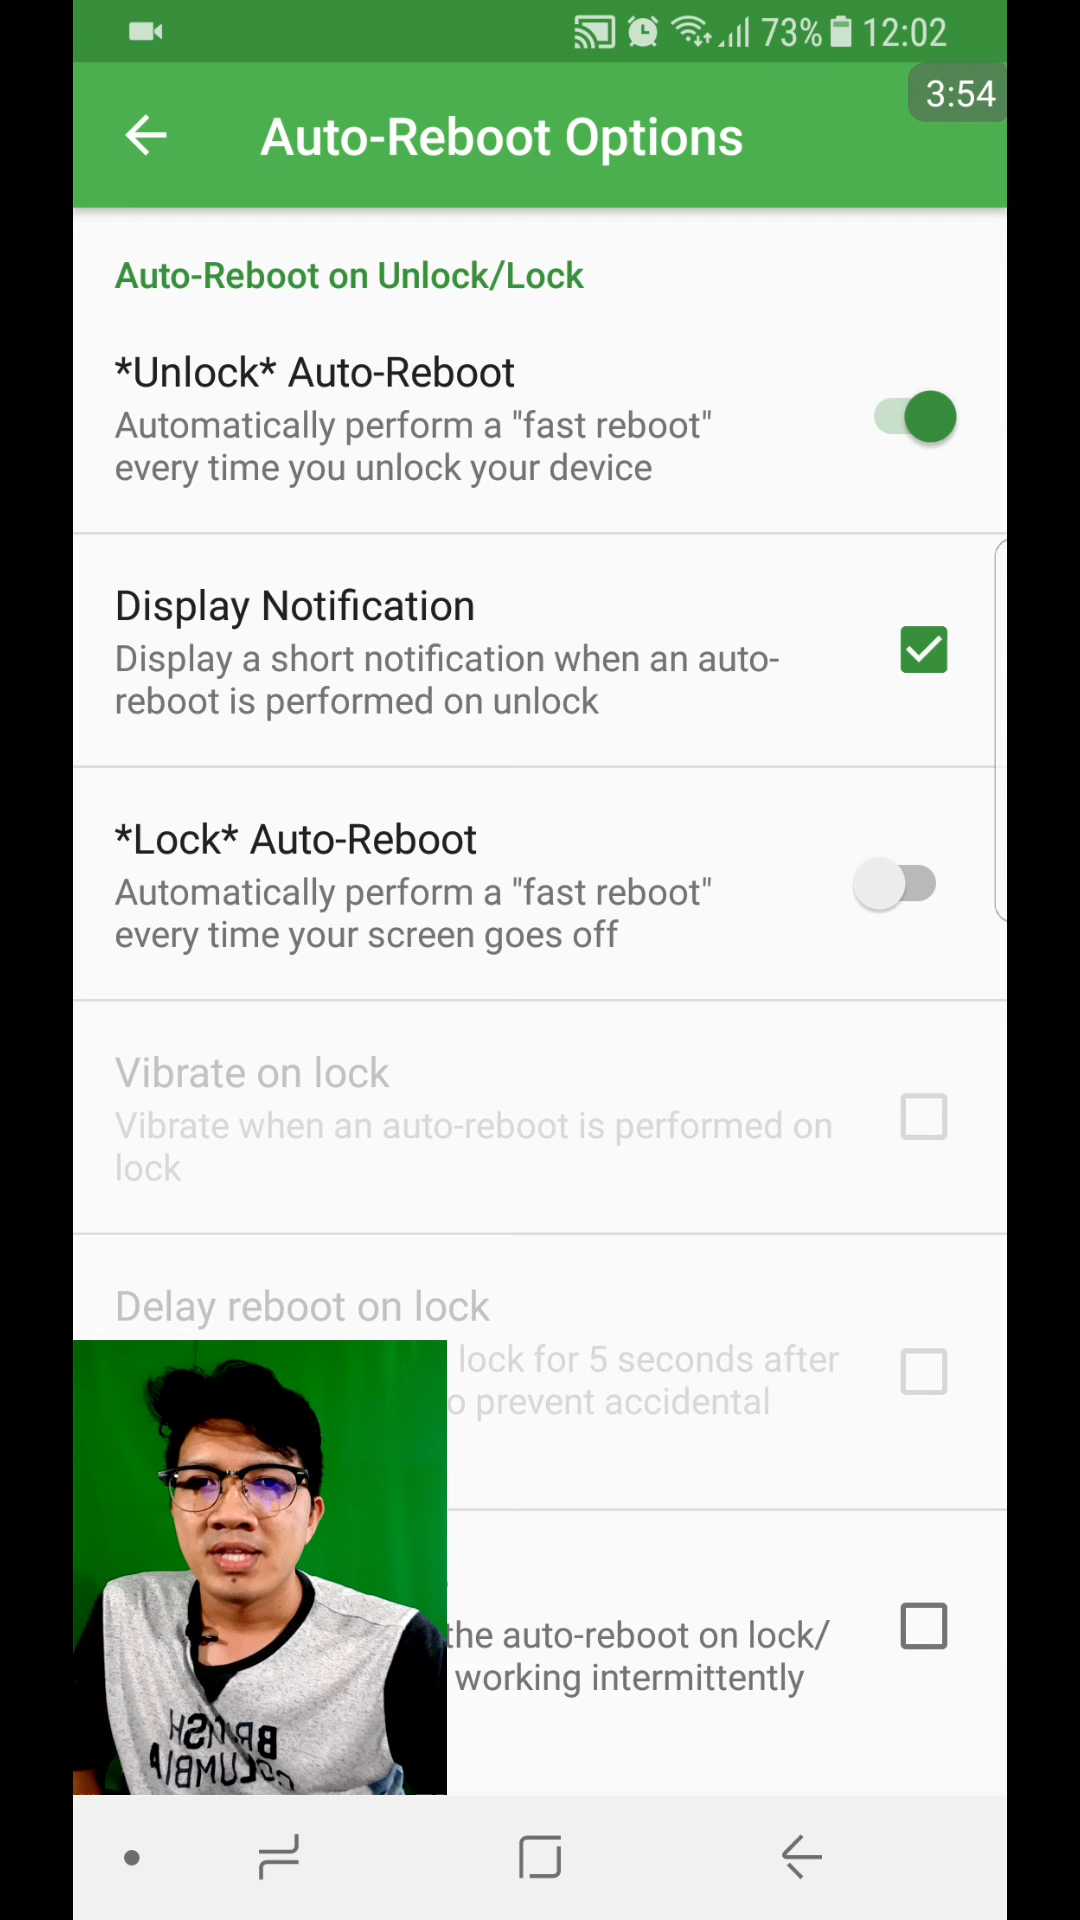 73% 12:02
3:54
Auto-Reboot Options
Auto-Reboot on Unlock/Lock
*Unlock* Auto-Reboot
Automatically perform a "fast reboot"
every time you unlock your device
Display Notification
Display a short notification when an auto-
reboot is performed on unlock
*Lock* Auto-Reboot
Automatically perform a "fast reboot"
every time your screen goes off
Vibrate on lock
Vibrate when an auto-reboot is performed on
lock
Delay reboot on lock
lock for 5 seconds after
o prevent accidental
the auto-reboot on lock/
working intermittently
BRITISH
COLUMBIA